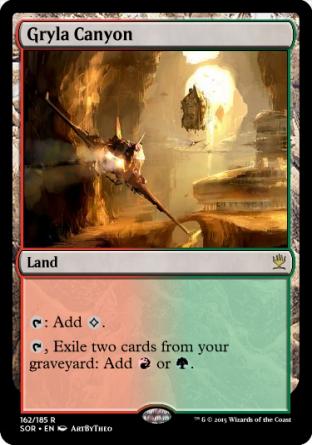 Gryla Canyon
Land
: Add .
, Exile two cards from your
graveyard: Add or .
162/185 R
SOR • EN ArtByTheo
™ & © 2015 Wizards of the Coast